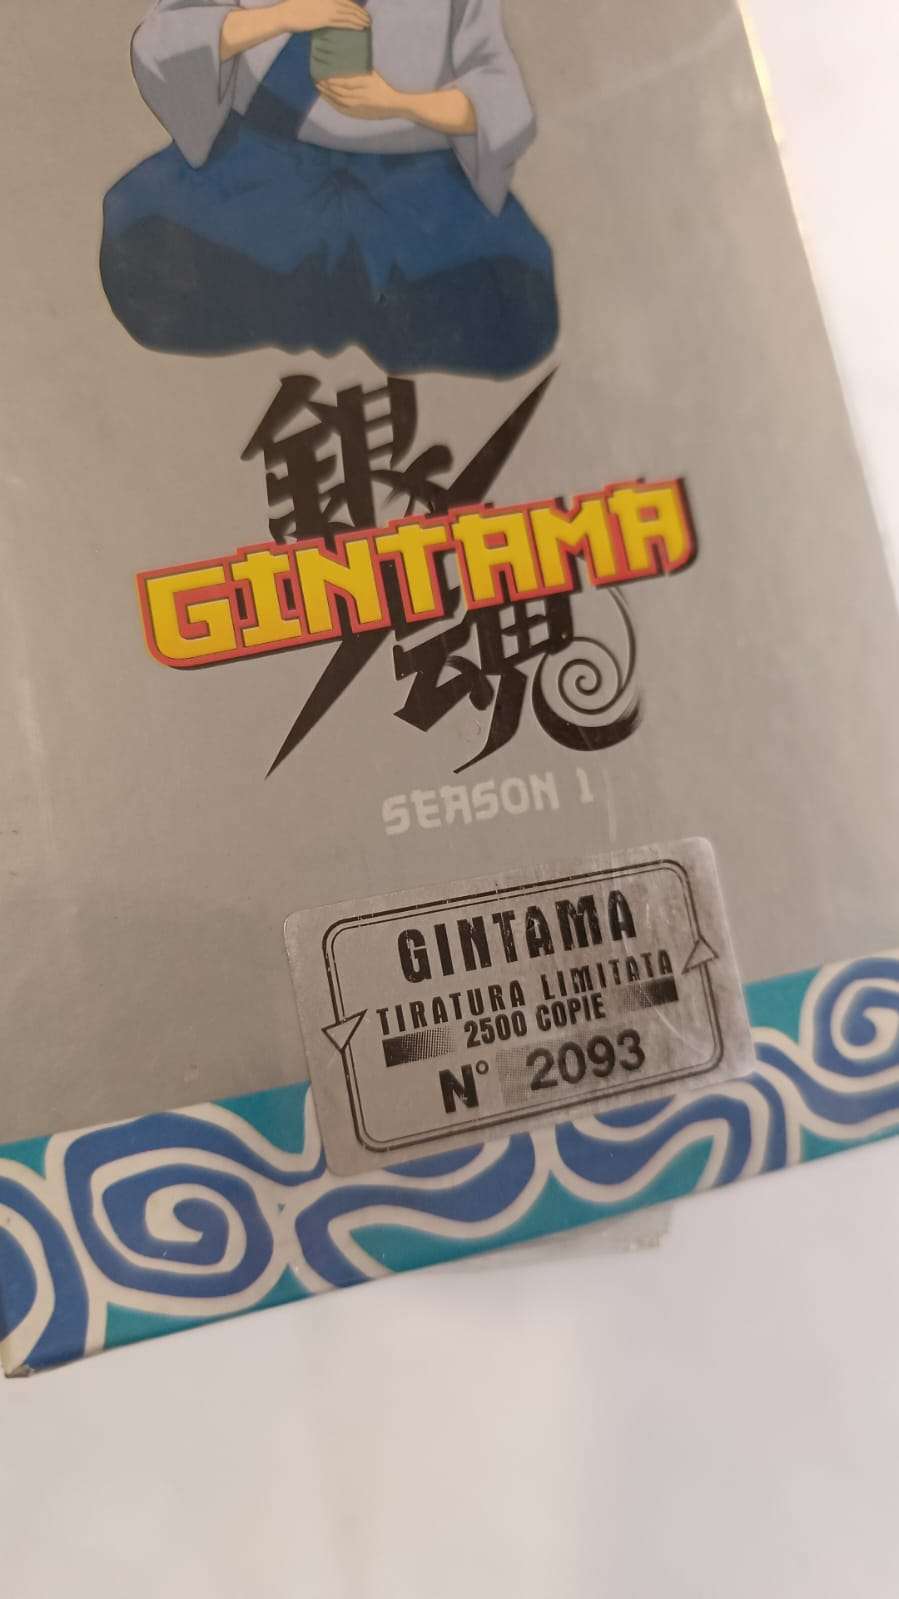 銀
GINTAMA
魂
SEASON 1
GINTAMA
TIRATURA LIMITATA
2500 COPIE
N° 2093